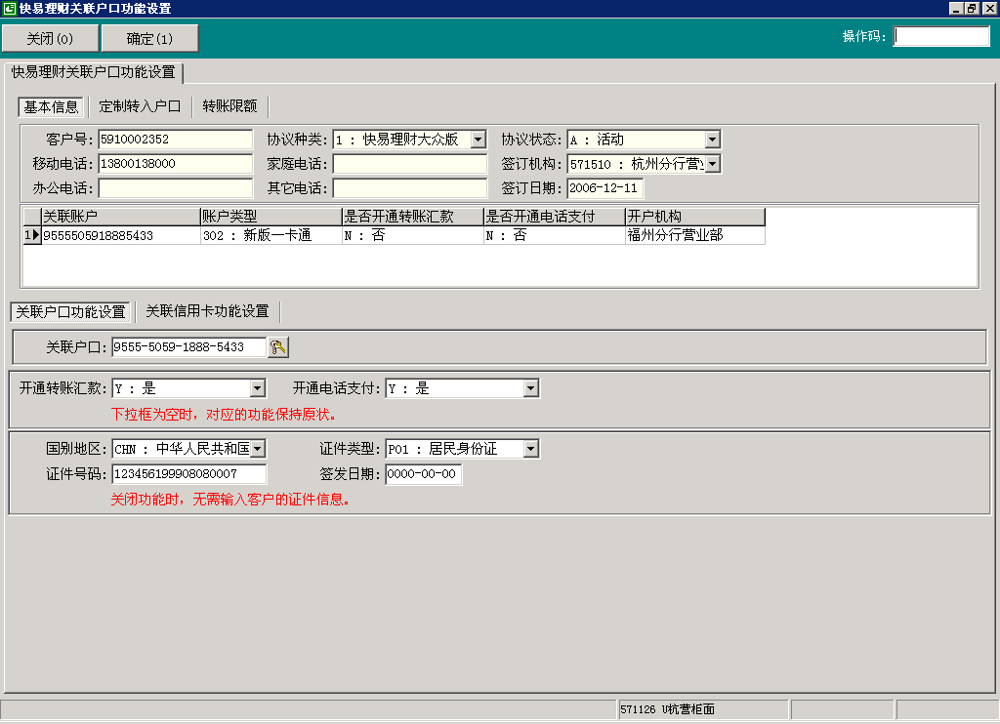 快易理财关联户口功能设置
关闭(0) 确定(1) 操作码:
快易理财关联户口功能设置
基本信息 定制转入户口 转账限额
客户号: 5910002352 协议种类: 1 : 快易理财大众版 协议状态: A : 活动
移动电话: 13800138000 家庭电话: 签订机构: 571510 : 杭州分行营业
办公电话: 其它电话: 签订日期: 2006-12-11
关联账户 账户类型 是否开通转账汇款 是否开通电话支付 开户机构
1 9555505918885433 302 : 新版一卡通 N : 否 N : 否 福州分行营业部
关联户口功能设置 关联信用卡功能设置
关联户口: 9555-5059-1888-5433
开通转账汇款: Y : 是 开通电话支付: Y : 是
下拉框为空时，对应的功能保持原状。
国别地区: CHN : 中华人民共和国 证件类型: P01 : 居民身份证
证件号码: 123456199908080007 签发日期: 0000-00-00
关闭功能时，无需输入客户的证件信息。
571126 U杭营柜面